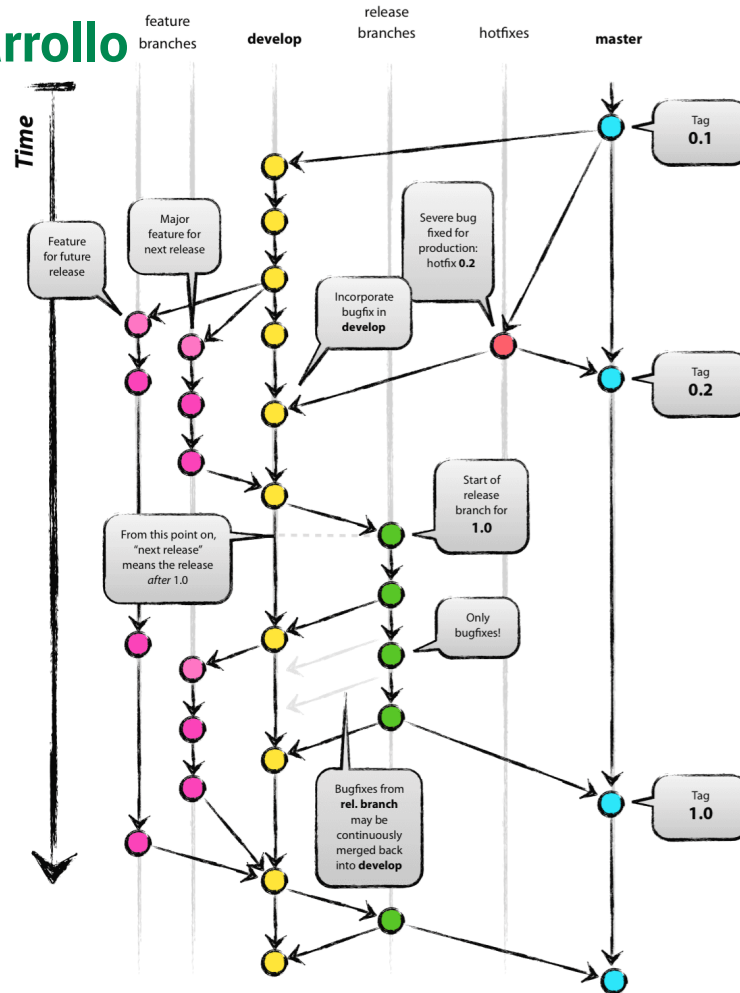 rrollo
feature
branches
develop
release
branches
hotfixes
master
Time
Tag
0.1
Major
feature for
next release
Severe bug
fixed for
production:
hotfix 0.2
Feature
for future
release
Incorporate
bugfix in
develop
Tag
0.2
Start of
release
branch for
1.0
From this point on,
“next release”
means the release
after 1.0
Only
bugfixes!
Bugfixes from
rel. branch
may be
continuously
merged back
into develop
Tag
1.0